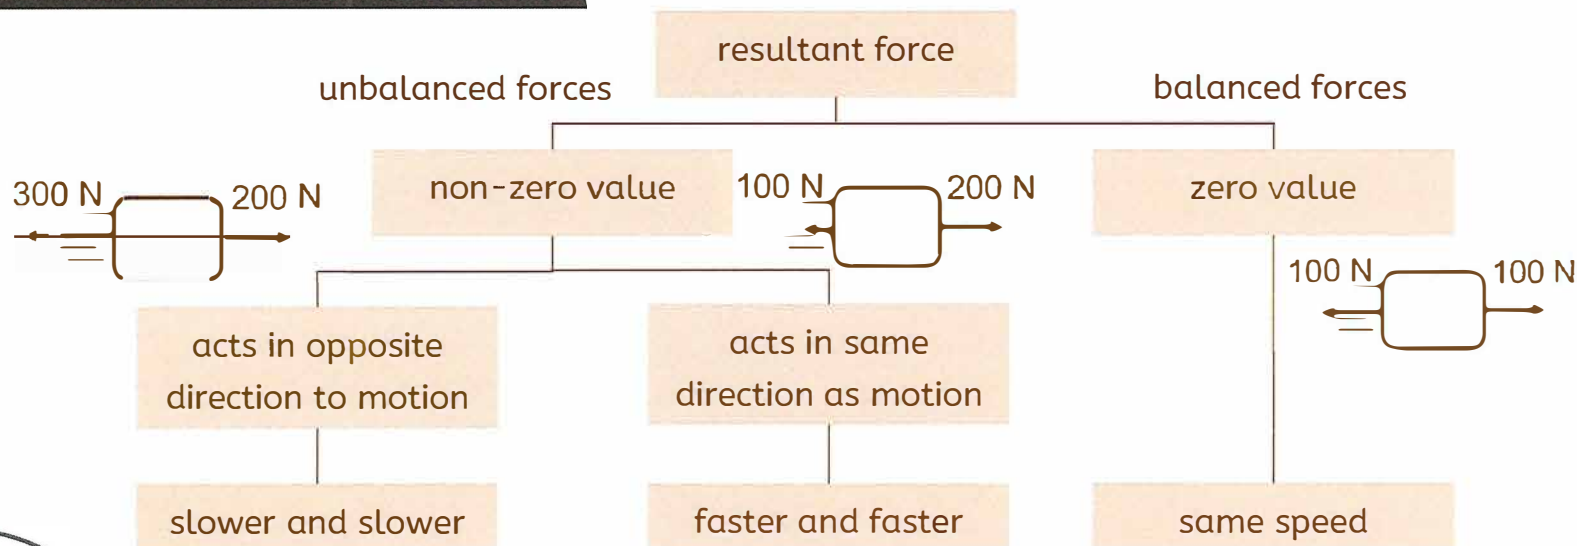 resultant force
unbalanced forces
balanced forces
300 N
200 N
non-zero value
100 N
200 N
zero value
100 N
100 N
acts in opposite
direction to motion
acts in same
direction as motion
slower and slower
faster and faster
same speed